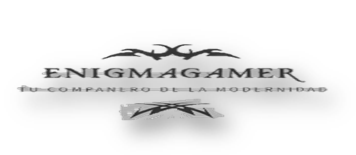 ENIGMAGAMER
TU COMPAÑERO DE LA MODERNIDAD